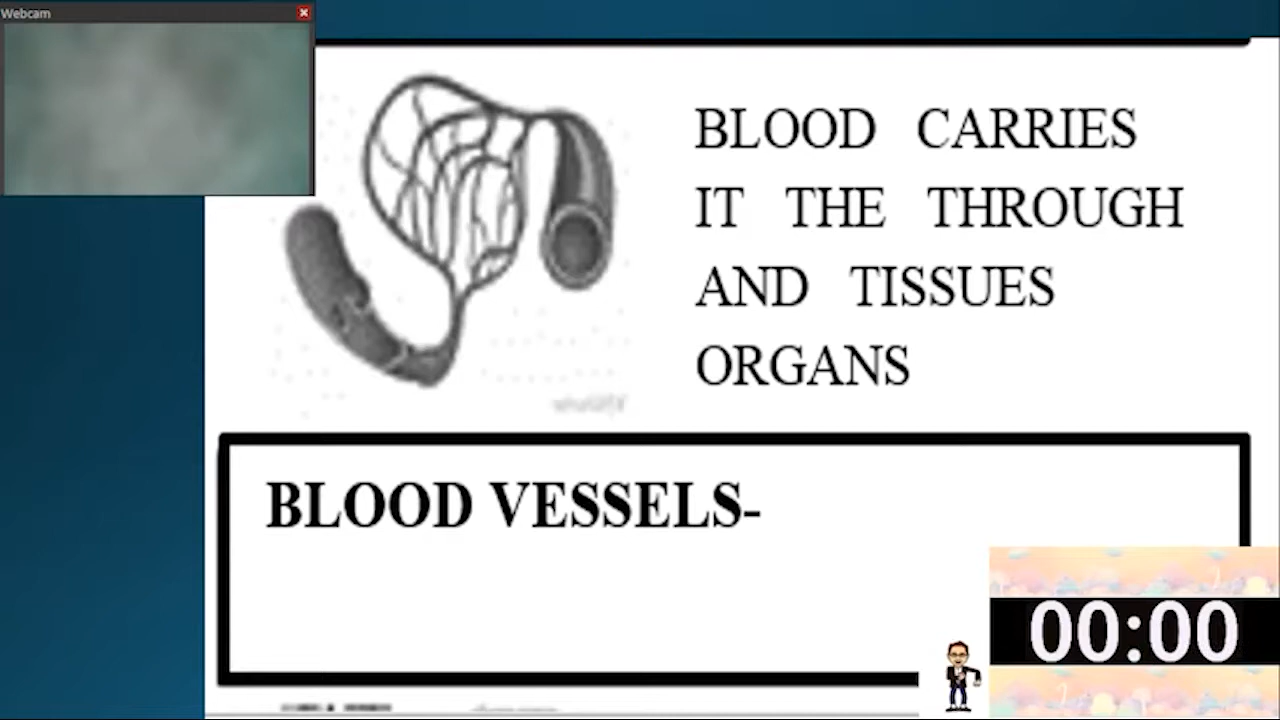 Webcam
BLOOD CARRIES
IT THE THROUGH
AND TISSUES
ORGANS
BLOOD VESSELS-
00:00